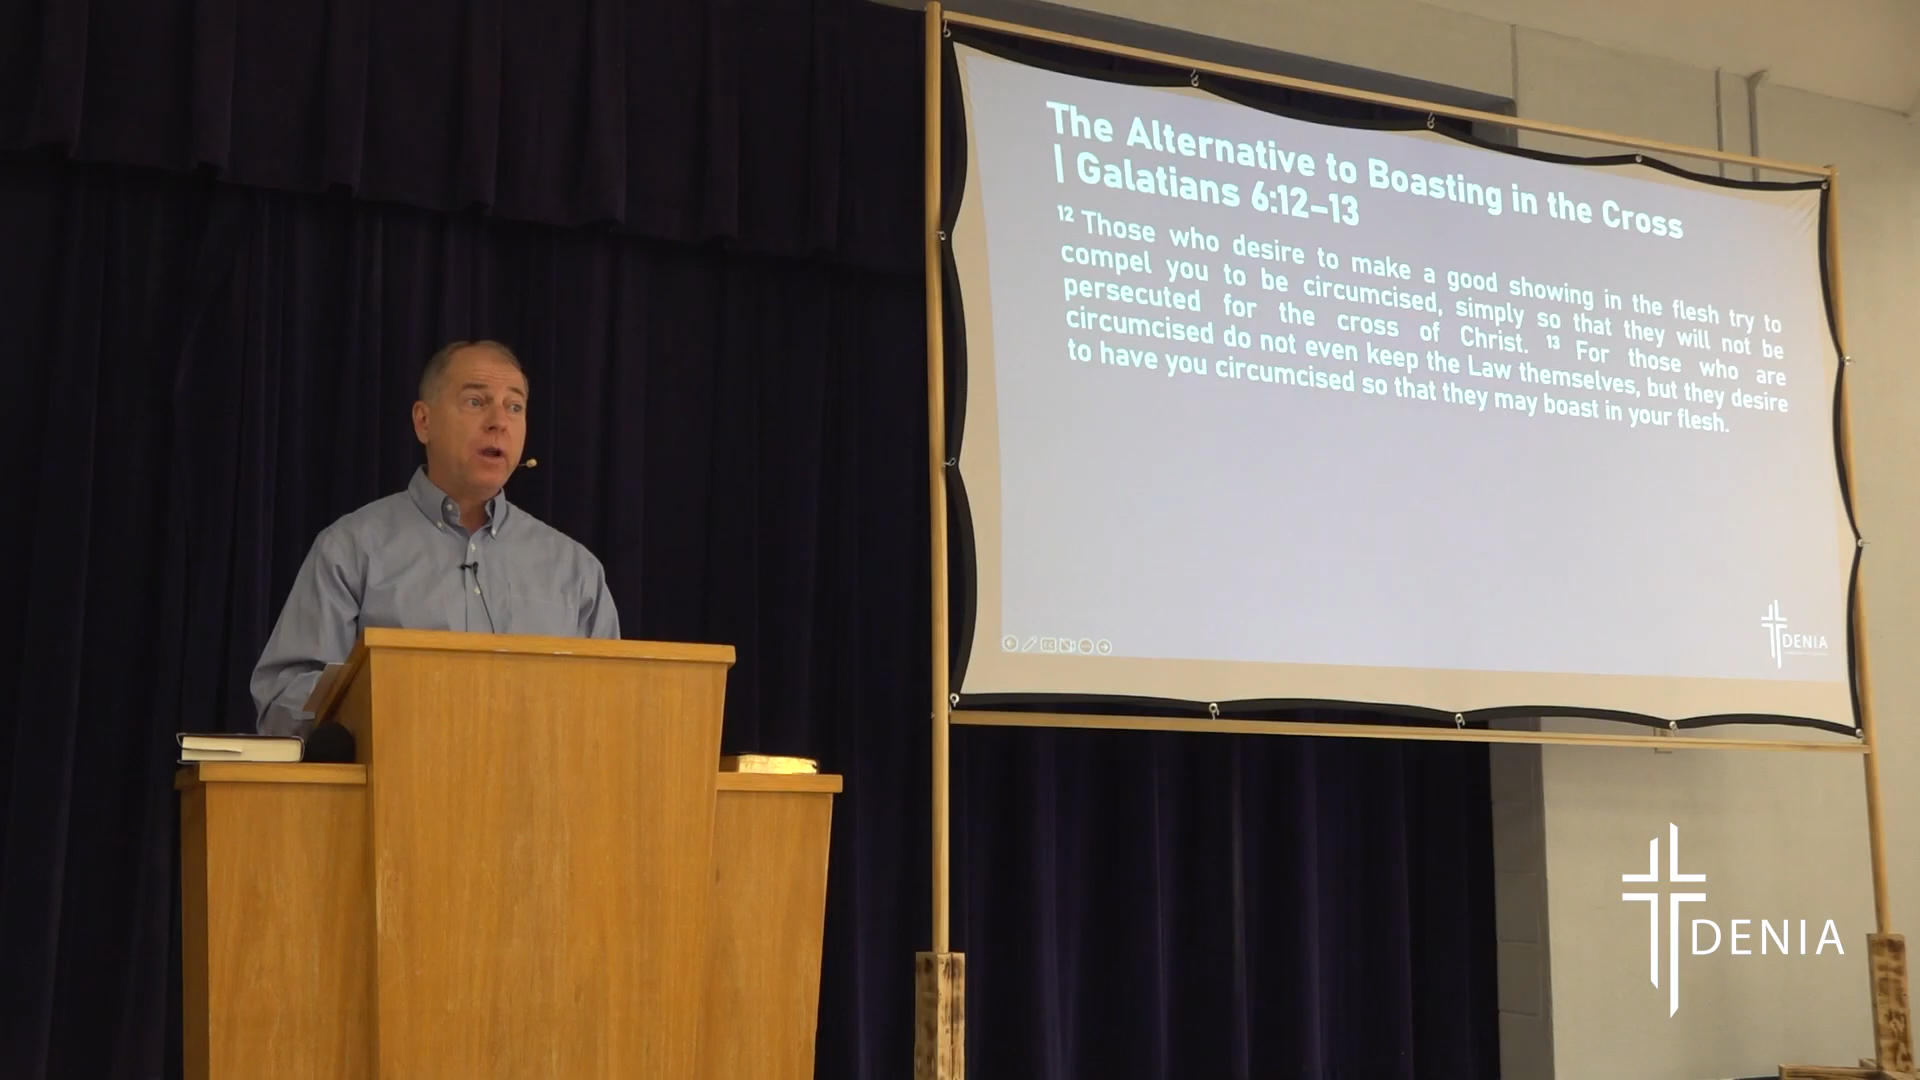 The Alternative to Boasting in the Cross
| Galatians 6:12–13
12 Those who desire to make a good showing in the flesh try to
compel you to be circumcised, simply so that they will not be
persecuted for the cross of Christ. 13 For those who are
circumcised do not even keep the Law themselves, but they desire
to have you circumcised so that they may boast in your flesh.
DENIA
DENIA